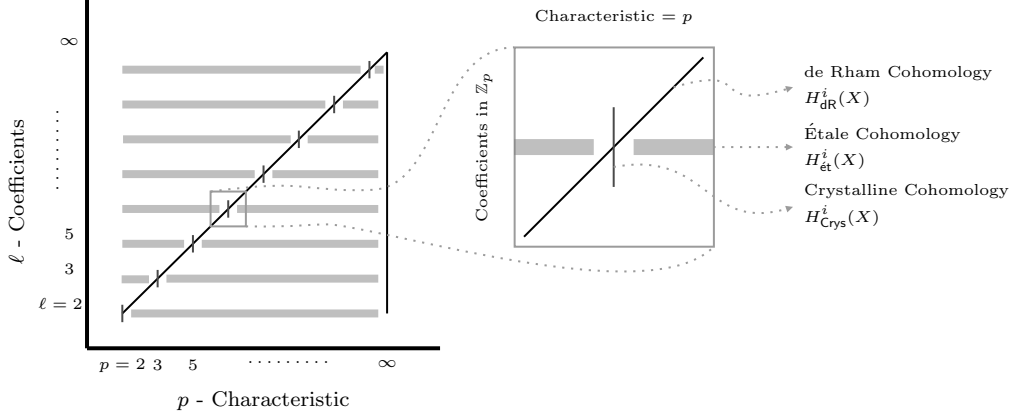 Characteristic = p
∞
ℓ - Coefficients
5
3
ℓ = 2
p = 2 3 5 ········· ∞
p - Characteristic
Coefficients in ℤ_p
de Rham Cohomology
H^i_dR(X)
Étale Cohomology
H^i_ét(X)
Crystalline Cohomology
H^i_Crys(X)